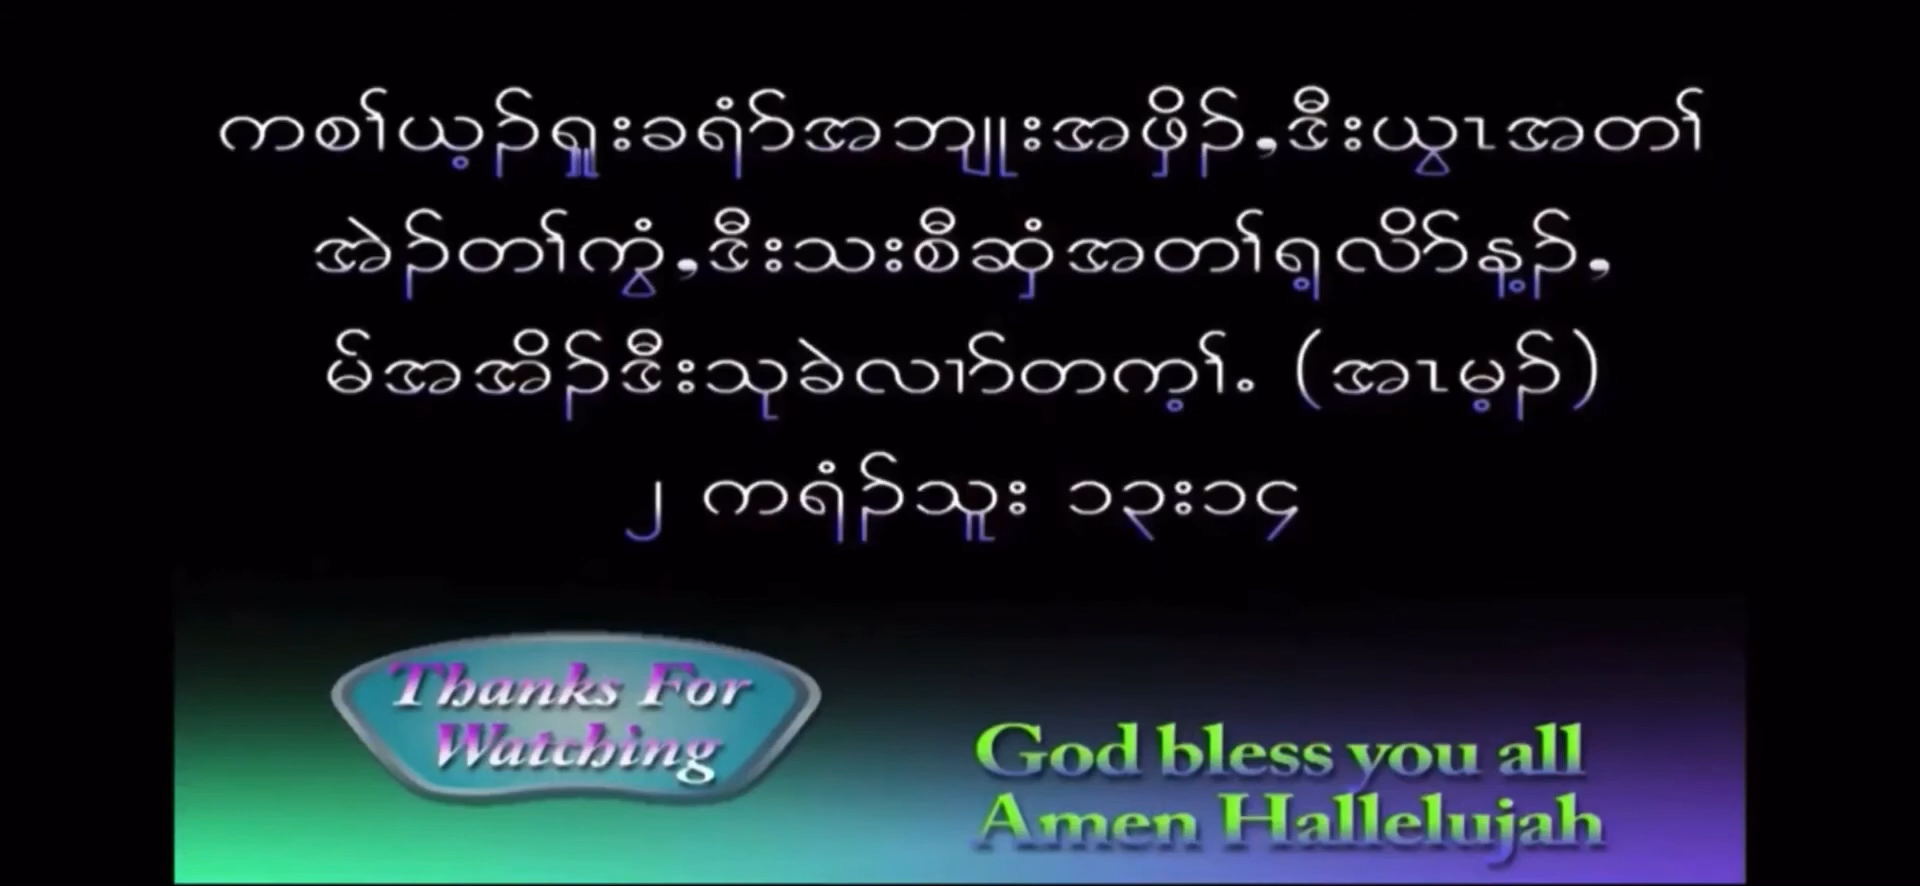 ကစၢ်ယ့ၣ်ရှူးခရံာ်အဘျုးအဖှိၣ်,ဒီးယွၤအတၢ်
အဲၣ်တၢ်ကွံ,ဒီးသးစီဆှံအတၢ်ရ့လိာ်န့ၣ်,
မ်အအိၣ်ဒီးသုခဲလၢာ်တက့ၢ်. (အၤမ့ၣ်)
၂ ကရံၣ်သူး ၁၃း၁၄
Thanks For
Watching
God bless you all
Amen Hallelujah